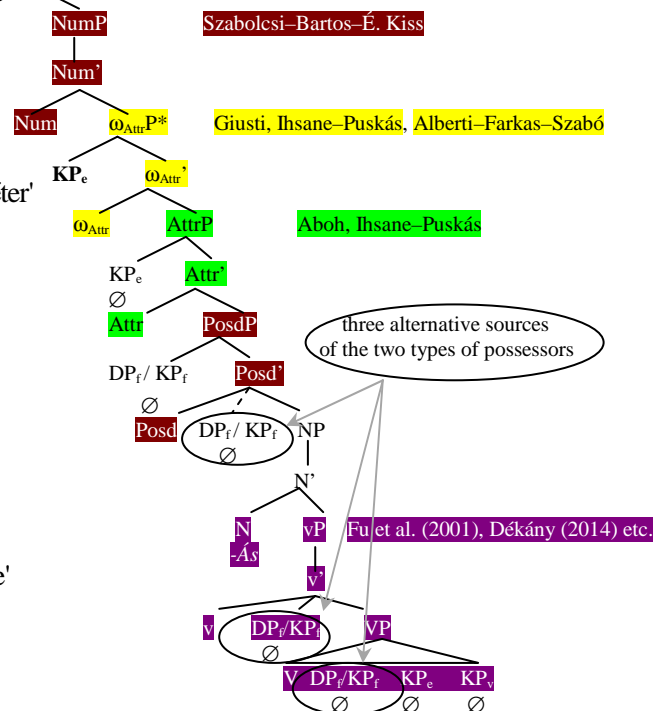 NumP Szabolcsi–Bartos–É. Kiss
Num’
Num ωAttrP* Giusti, Ihsane–Puskás, Alberti–Farkas–Szabó
KPe ωAttr’
ter'
ωAttr AttrP Aboh, Ihsane–Puskás
KPe Attr’
∅
Attr PosdP three alternative sources
of the two types of possessors
DPf / KPf Posd’
∅
Posd DPf / KPf NP
∅
N’
N vP Fu et al. (2001), Dékány (2014) etc.
-Ás
e' v’
v DPf/KPf VP
∅
V DPf/KPf KPe KPv
∅ ∅ ∅